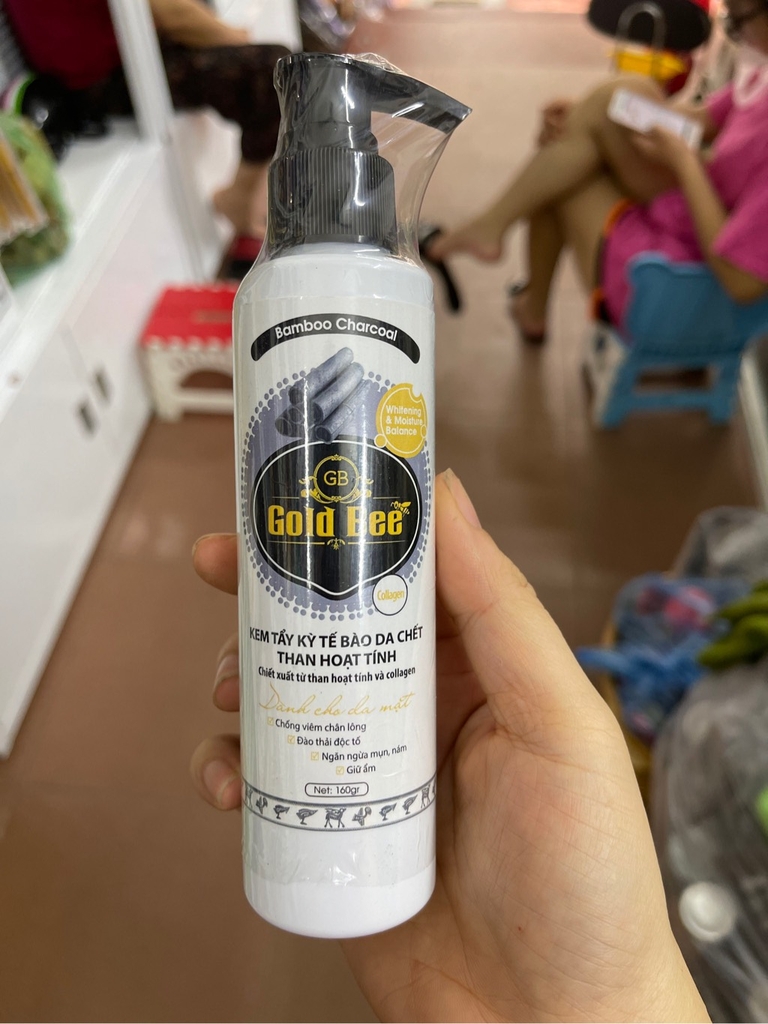 Bamboo Charcoal
Whitening
& Moisture
Balance
GB
Gold Bee
Collagen
KEM TẨY KỲ TẾ BÀO DA CHẾT
THAN HOẠT TÍNH
Chiết xuất từ than hoạt tính và collagen
Dành cho da mặt
Chống viêm chân lông
Đào thải độc tố
Ngăn ngừa mụn, nám
Giữ ẩm
Net: 160gr